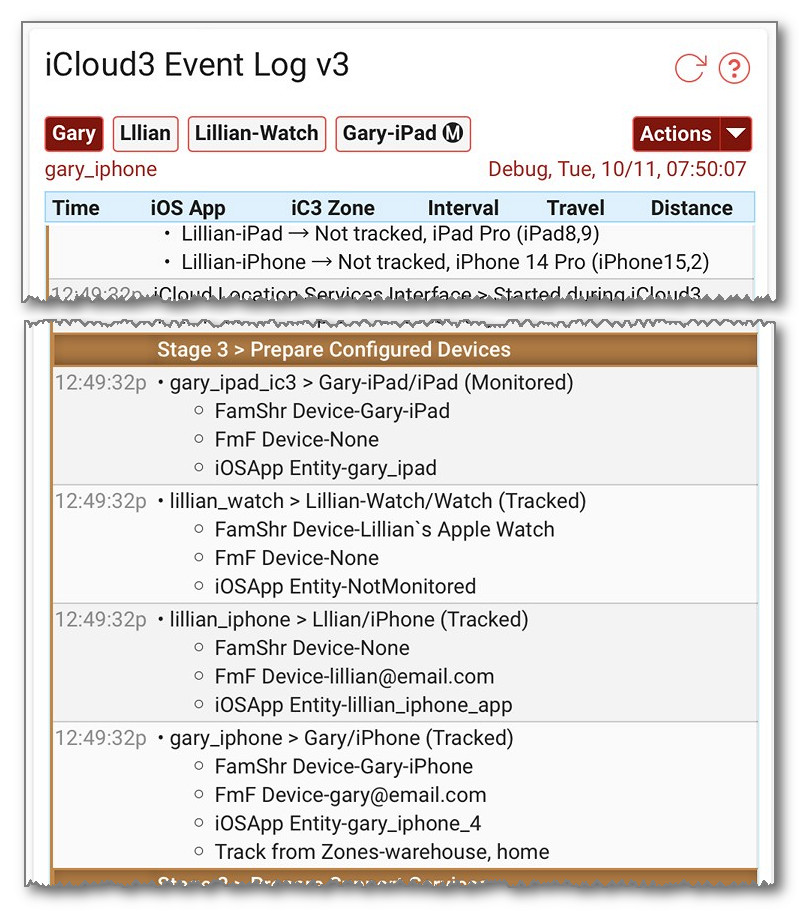 iCloud3 Event Log v3
Gary Lllian Lillian-Watch Gary-iPad Ⓜ Actions
gary_iphone Debug, Tue, 10/11, 07:50:07
Time iOS App iC3 Zone Interval Travel Distance
• Lillian-iPad → Not tracked, iPad Pro (iPad8,9)
• Lillian-iPhone → Not tracked, iPhone 14 Pro (iPhone15,2)
12:49:32p iCloud Location Services Interface > Started during iCloud3
Stage 3 > Prepare Configured Devices
12:49:32p • gary_ipad_ic3 > Gary-iPad/iPad (Monitored)
○ FamShr Device-Gary-iPad
○ FmF Device-None
○ iOSApp Entity-gary_ipad
12:49:32p • lillian_watch > Lillian-Watch/Watch (Tracked)
○ FamShr Device-Lillian`s Apple Watch
○ FmF Device-None
○ iOSApp Entity-NotMonitored
12:49:32p • lillian_iphone > Lllian/iPhone (Tracked)
○ FamShr Device-None
○ FmF Device-lillian@email.com
○ iOSApp Entity-lillian_iphone_app
12:49:32p • gary_iphone > Gary/iPhone (Tracked)
○ FamShr Device-Gary-iPhone
○ FmF Device-gary@email.com
○ iOSApp Entity-gary_iphone_4
○ Track from Zones-warehouse, home
Stage 3 > Prepare Support Services